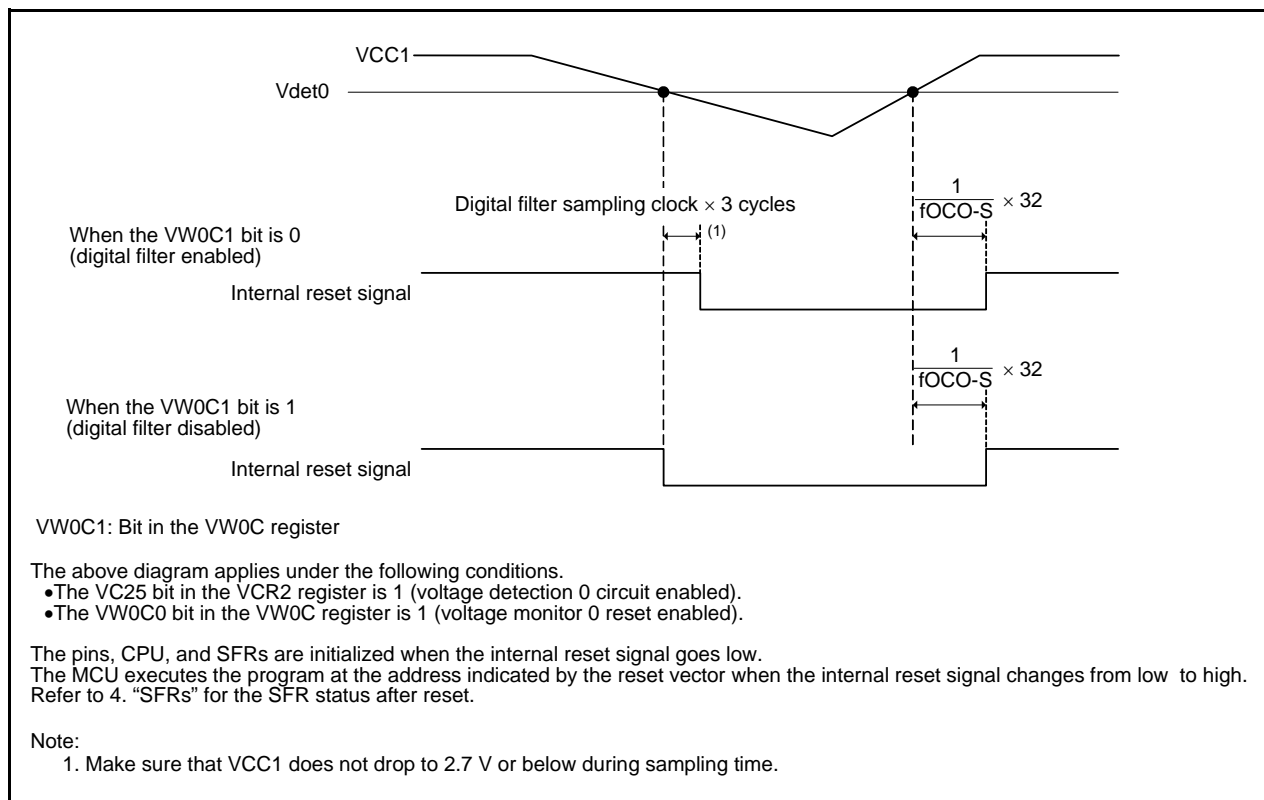 VCC1
Vdet0
Digital filter sampling clock × 3 cycles
1
fOCO-S
× 32
(1)
When the VW0C1 bit is 0
(digital filter enabled)
Internal reset signal
1
fOCO-S
× 32
When the VW0C1 bit is 1
(digital filter disabled)
Internal reset signal
VW0C1: Bit in the VW0C register
The above diagram applies under the following conditions.
•The VC25 bit in the VCR2 register is 1 (voltage detection 0 circuit enabled).
•The VW0C0 bit in the VW0C register is 1 (voltage monitor 0 reset enabled).
The pins, CPU, and SFRs are initialized when the internal reset signal goes low.
The MCU executes the program at the address indicated by the reset vector when the internal reset signal changes from low to high.
Refer to 4. “SFRs” for the SFR status after reset.
Note:
1. Make sure that VCC1 does not drop to 2.7 V or below during sampling time.